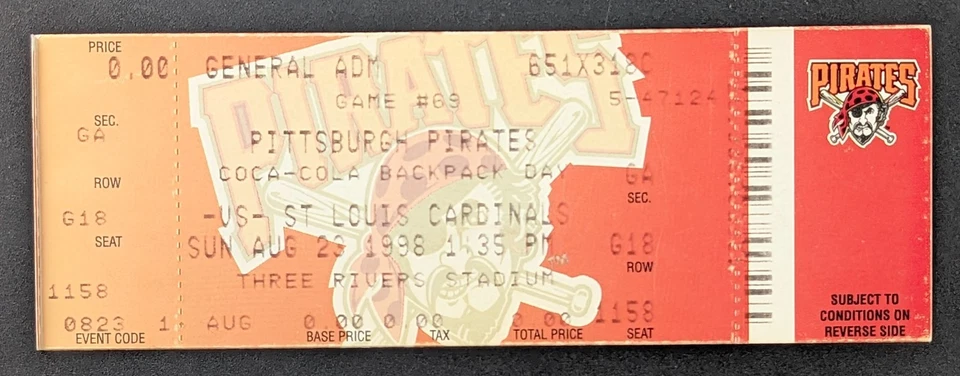 PRICE
0.00 GENERAL ADM 651X318C
GAME #69 5-47124
SEC.
GA PITTSBURGH PIRATES
COCA-COLA BACKPACK DAY GA
SEC.
ROW
G18 -VS- ST LOUIS CARDINALS
SEAT SUN AUG 23 1998 1:35 PM G18
ROW
THREE RIVERS STADIUM
1158 1158
0823 1 AUG 0.00 0.00 0.00
EVENT CODE BASE PRICE TAX TOTAL PRICE SEAT
PIRATES
PIRATES
SUBJECT TO
CONDITIONS ON
REVERSE SIDE